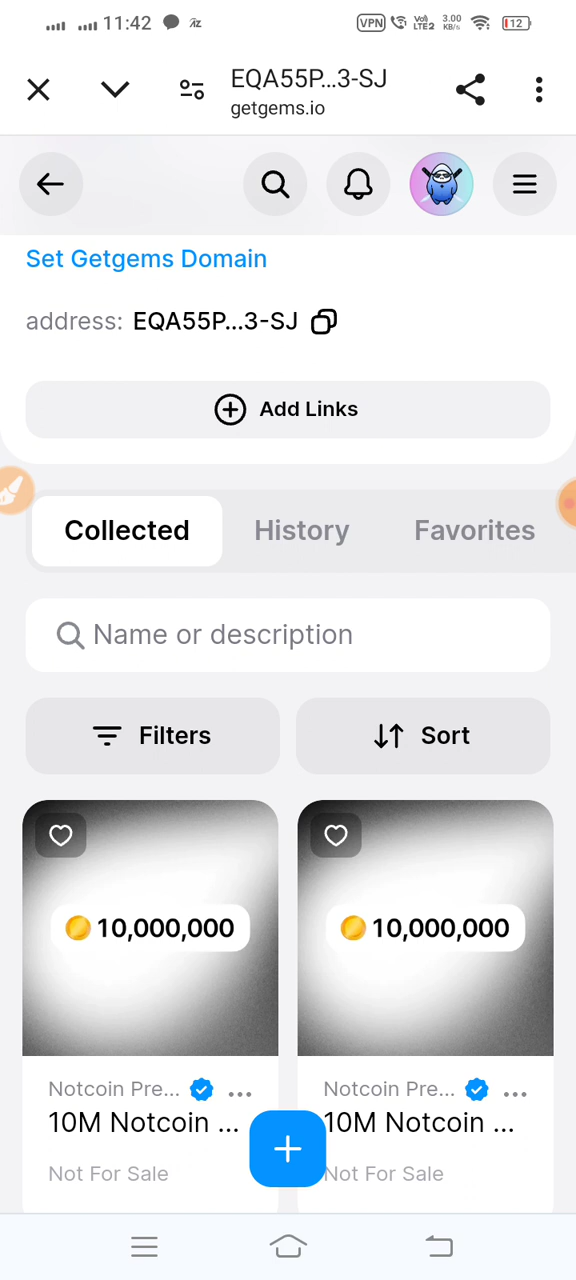 11:42
VPN
Vo)
LTE2
3.00
KB/s
12
EQA55P...3-SJ
getgems.io
Set Getgems Domain
address: EQA55P...3-SJ
Add Links
Collected History Favorites
Name or description
Filters Sort
10,000,000 10,000,000
Notcoin Pre... Notcoin Pre...
10M Notcoin ... 10M Notcoin ...
Not For Sale Not For Sale